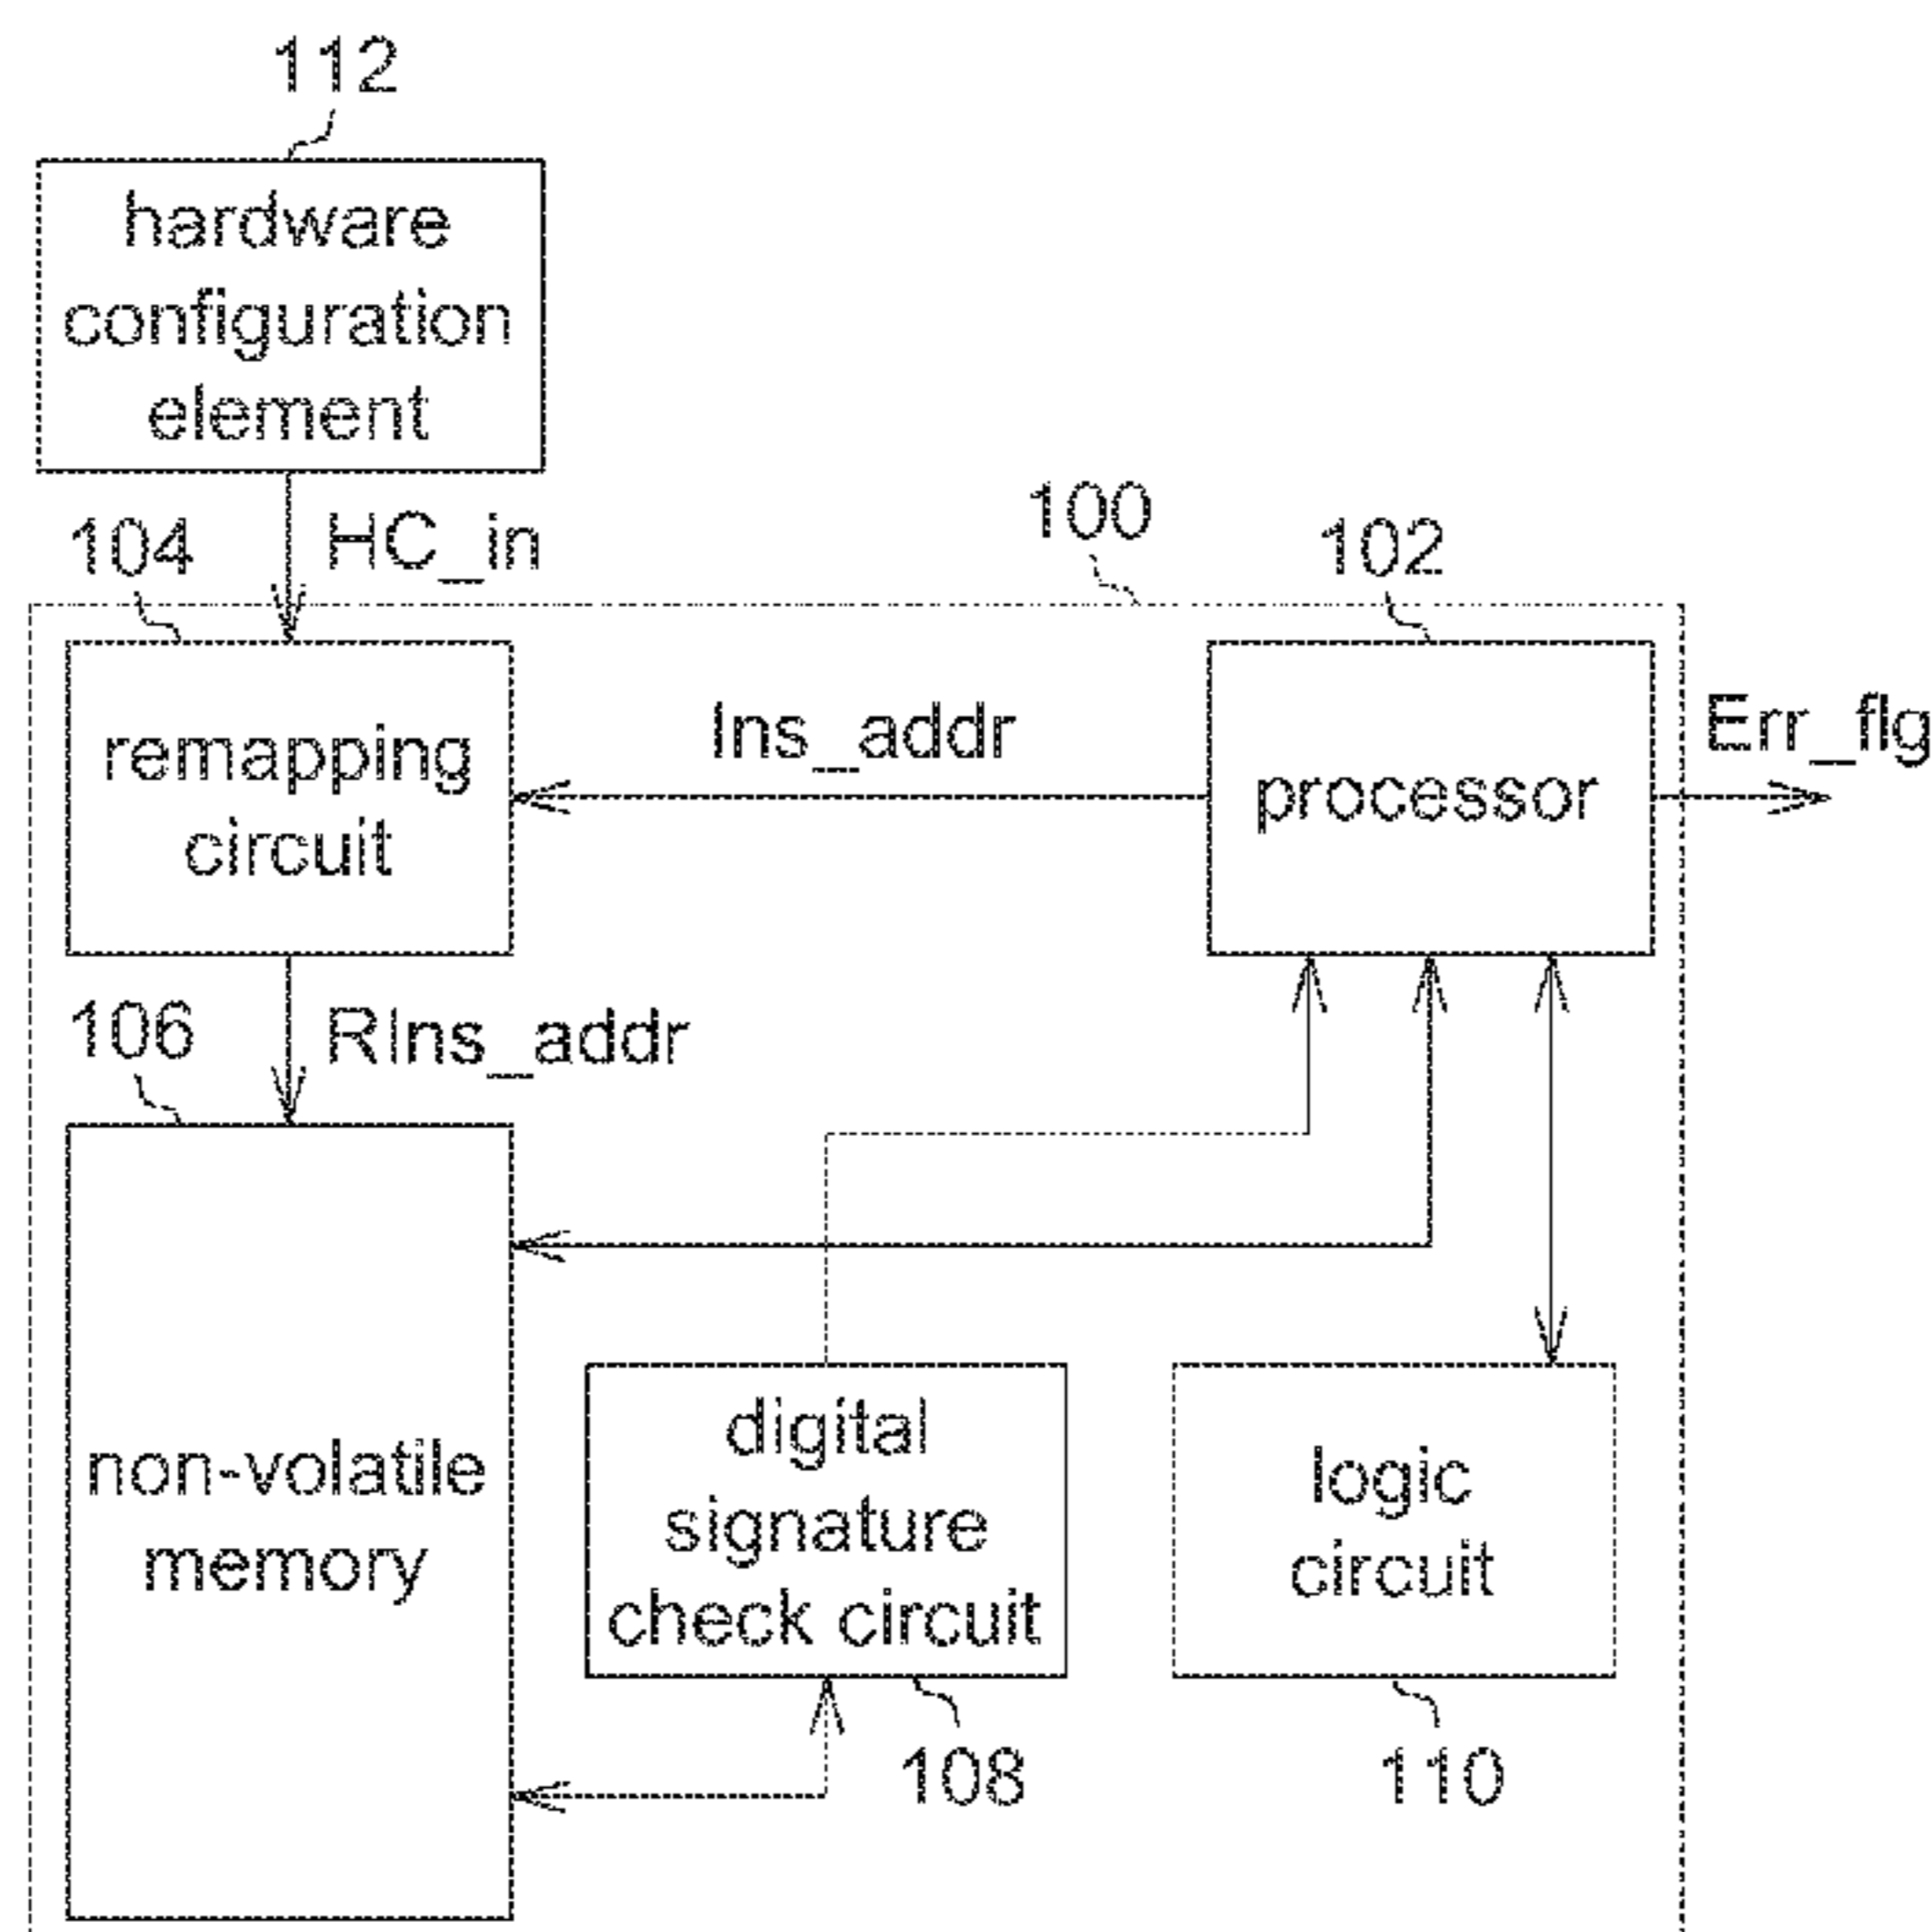 112
hardware
configuration
element
HC_in
100
104
102
remapping
circuit
Ins_addr
processor
Err_flg
106
RIns_addr
non-volatile
memory
digital
signature
check circuit
logic
circuit
108
110